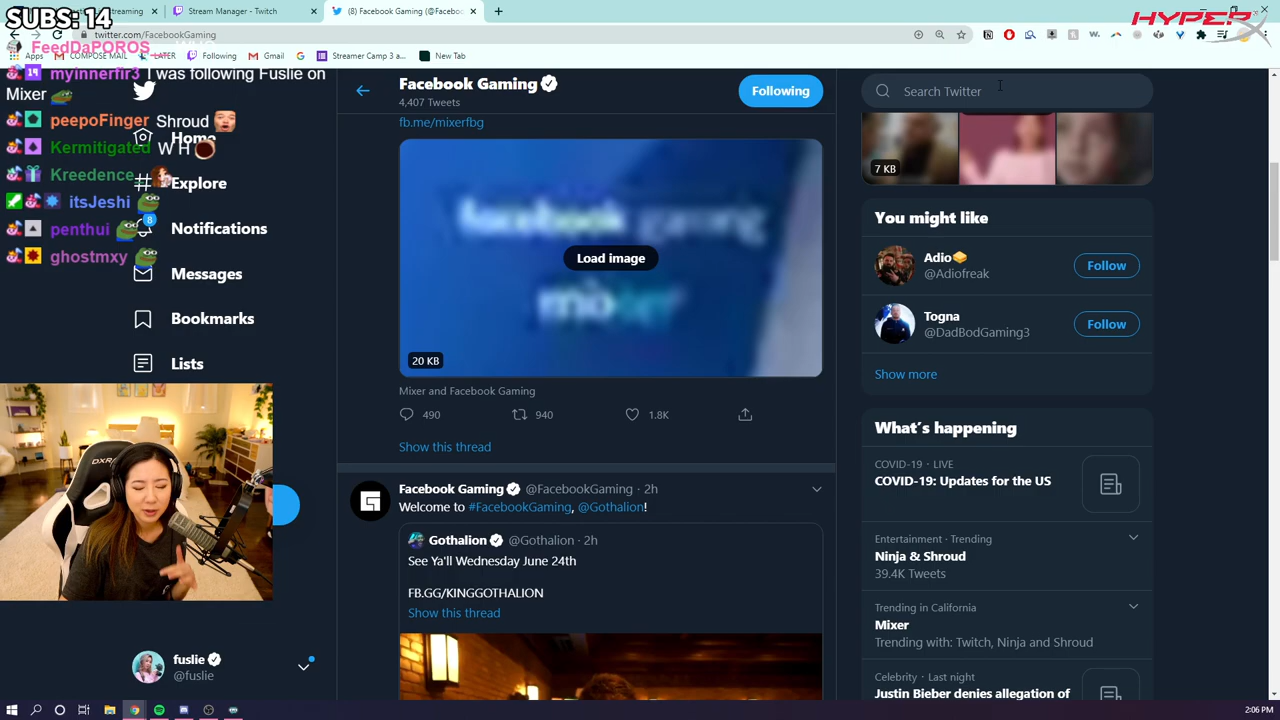 SUBS: 14
Stream Manager - Twitch
(8) Facebook Gaming (@Facebo
HYPERX
FeedDaPOROS
twitter.com/FacebookGaming
Apps
COMPOSE MAIL
LATER
Following
Gmail
Streamer Camp 3
New Tab
myinnerfir3 I was following Fuslie on
Mixer
peepoFinger Shroud
Kermitigated W H
Kreedence
itsJeshi
penthui
ghostmxy
Home
Explore
8
Notifications
Messages
Bookmarks
Lists
DXR
fuslie
@fuslie
Facebook Gaming
4,407 Tweets
Following
fb.me/mixerfbg
facebook gaming
mixer
Load image
20 KB
Mixer and Facebook Gaming
490
940
1.8K
Show this thread
Facebook Gaming @FacebookGaming · 2h
Welcome to #FacebookGaming, @Gothalion!
Gothalion @Gothalion · 2h
See Ya'll Wednesday June 24th
FB.GG/KINGGOTHALION
Show this thread
Search Twitter
7 KB
You might like
Adio
@Adiofreak
Follow
Togna
@DadBodGaming3
Follow
Show more
What's happening
COVID-19 · LIVE
COVID-19: Updates for the US
Entertainment · Trending
Ninja & Shroud
39.4K Tweets
Trending in California
Mixer
Trending with: Twitch, Ninja and Shroud
Celebrity · Last night
Justin Bieber denies allegation of
2:06 PM